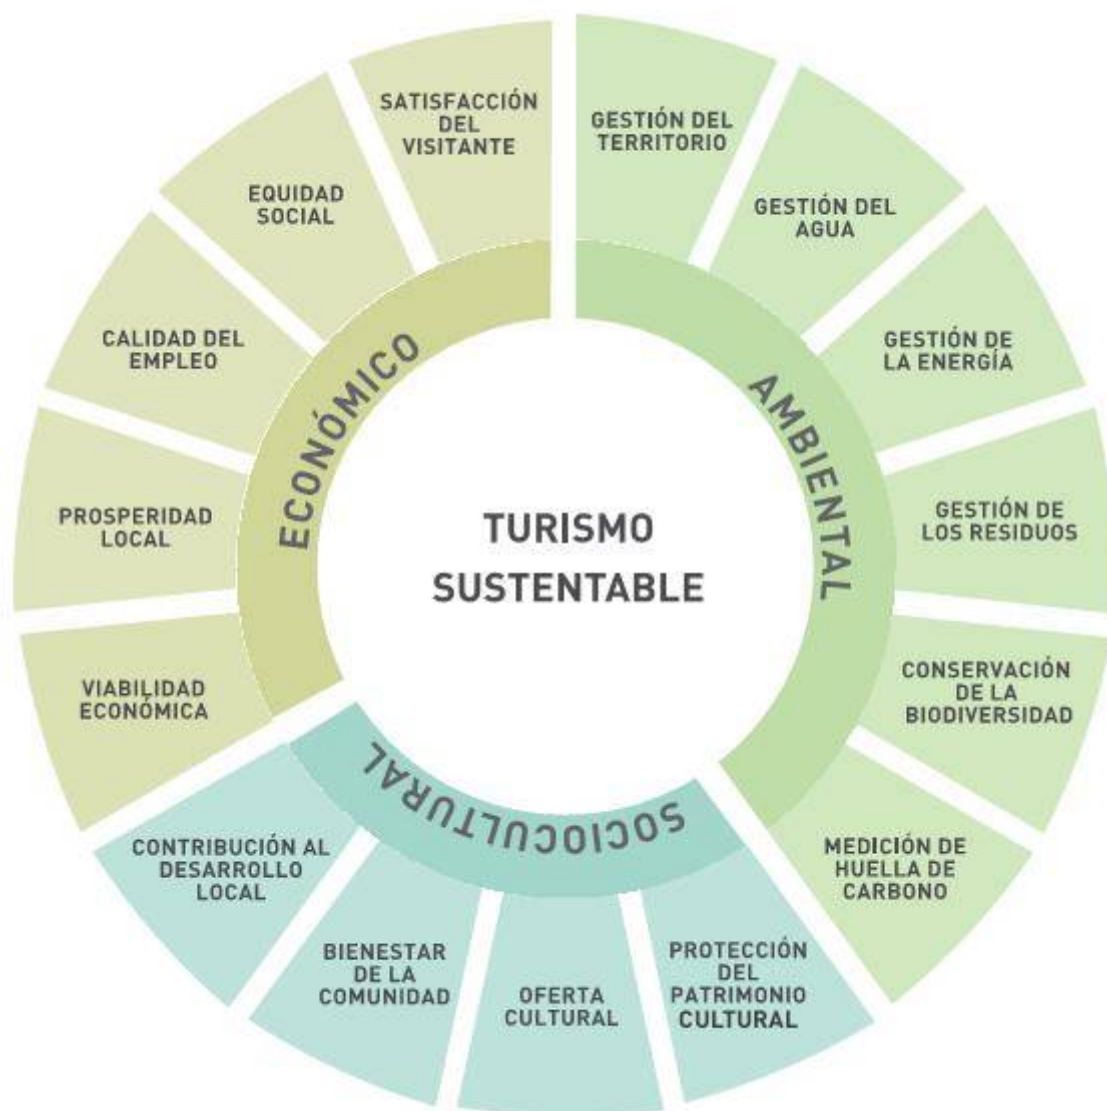 TURISMO
SUSTENTABLE
AMBIENTAL
GESTIÓN DEL
TERRITORIO
GESTIÓN DEL
AGUA
GESTIÓN DE
LA ENERGÍA
GESTIÓN DE
LOS RESIDUOS
CONSERVACIÓN
DE LA
BIODIVERSIDAD
MEDICIÓN DE
HUELLA DE
CARBONO
SOCIOCULTURAL
PROTECCIÓN
DEL
PATRIMONIO
CULTURAL
OFERTA
CULTURAL
BIENESTAR
DE LA
COMUNIDAD
CONTRIBUCIÓN AL
DESARROLLO
LOCAL
ECONÓMICO
VIABILIDAD
ECONÓMICA
PROSPERIDAD
LOCAL
CALIDAD DEL
EMPLEO
EQUIDAD
SOCIAL
SATISFACCIÓN
DEL
VISITANTE